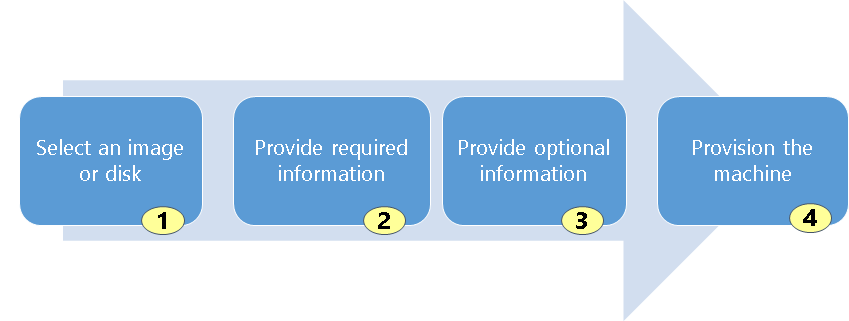 Select an image
or disk
1
Provide required
information
2
Provide optional
information
3
Provision the
machine
4